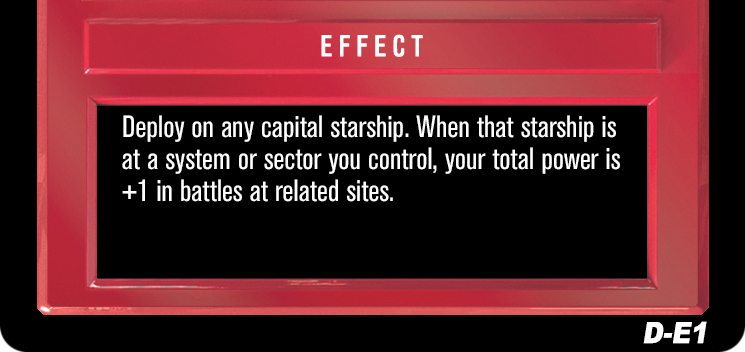 EFFECT
Deploy on any capital starship. When that starship is
at a system or sector you control, your total power is
+1 in battles at related sites.
D-E1